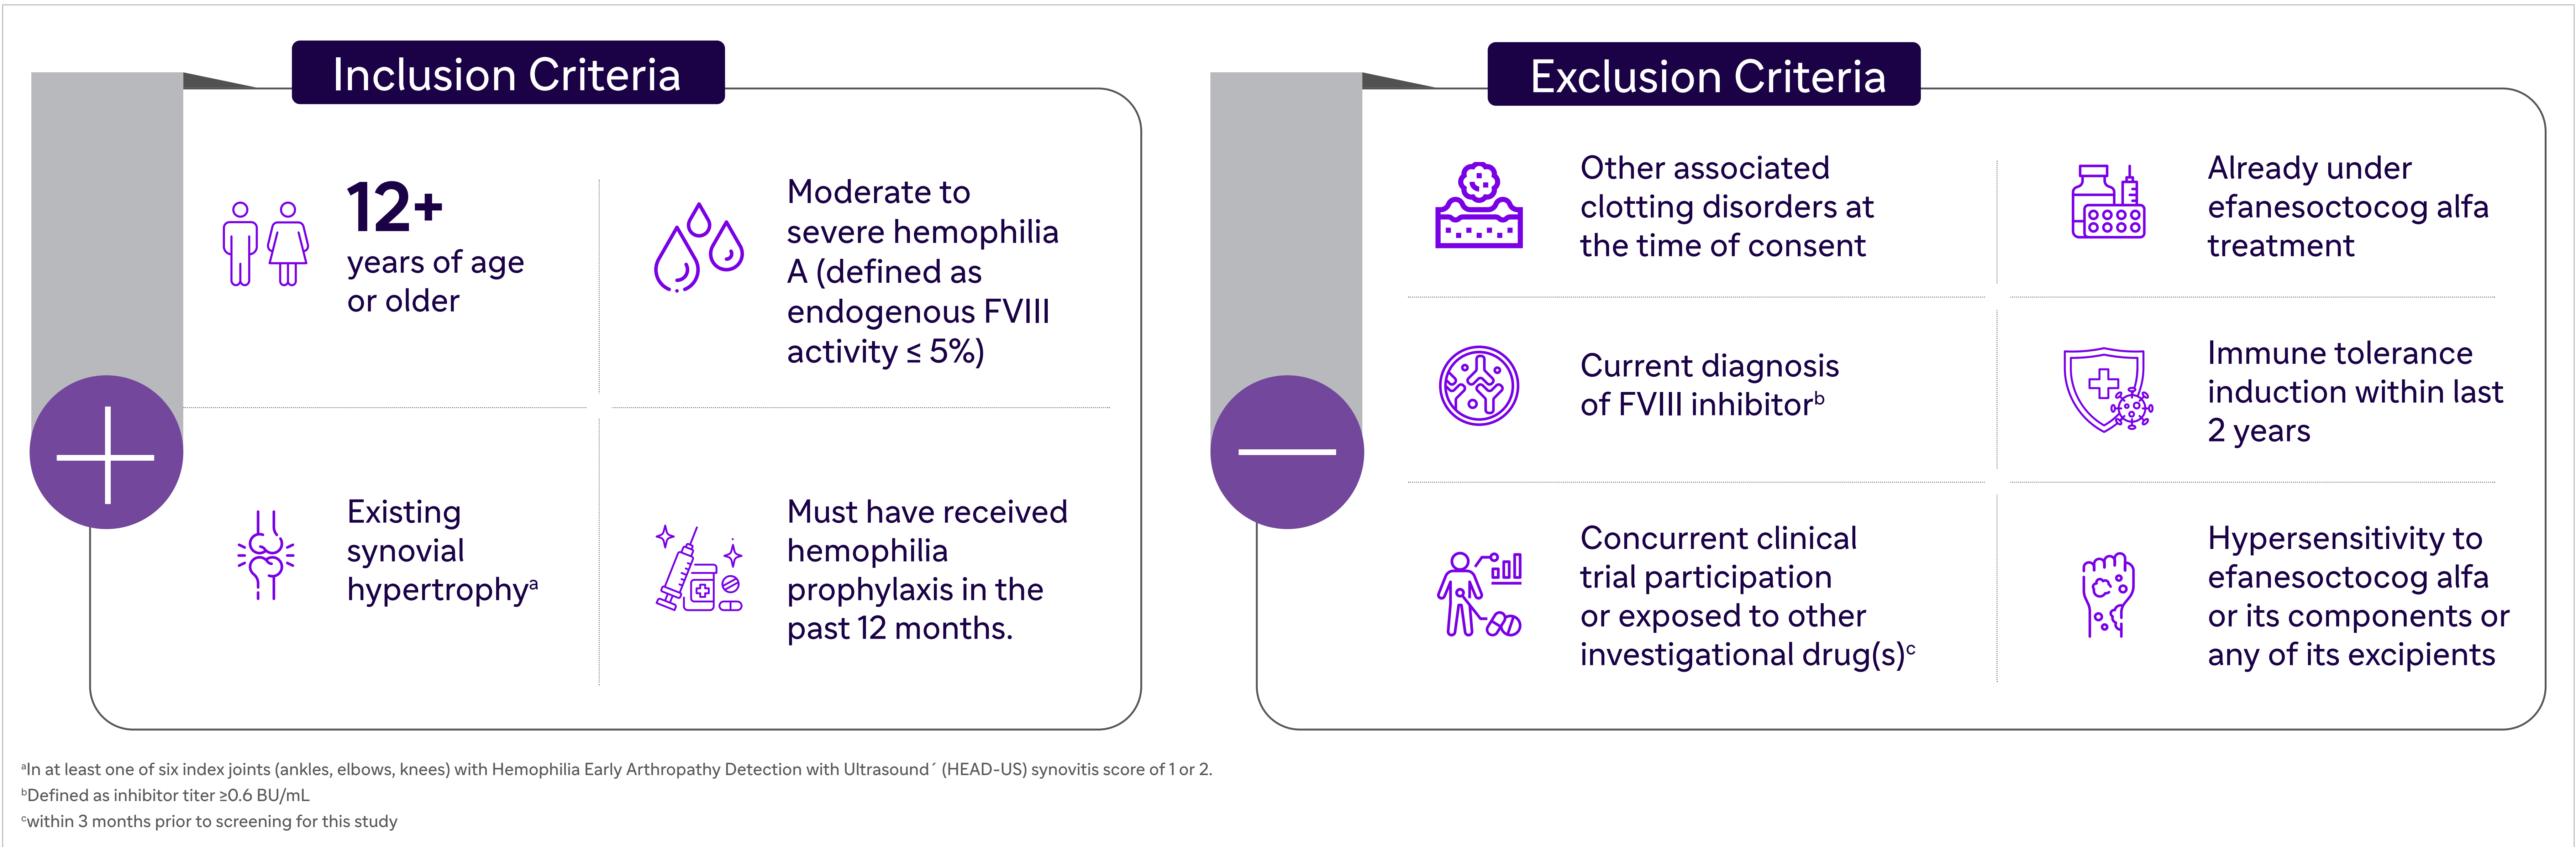 Inclusion Criteria
12+
years of age
or older
Moderate to
severe hemophilia
A (defined as
endogenous FVIII
activity ≤ 5%)
Existing
synovial
hypertrophyᵃ
Must have received
hemophilia
prophylaxis in the
past 12 months.
Exclusion Criteria
Other associated
clotting disorders at
the time of consent
Already under
efanesoctocog alfa
treatment
Current diagnosis
of FVIII inhibitorᵇ
Immune tolerance
induction within last
2 years
Concurrent clinical
trial participation
or exposed to other
investigational drug(s)ᶜ
Hypersensitivity to
efanesoctocog alfa
or its components or
any of its excipients
ᵃIn at least one of six index joints (ankles, elbows, knees) with Hemophilia Early Arthropathy Detection with Ultrasound´ (HEAD-US) synovitis score of 1 or 2.
ᵇDefined as inhibitor titer ≥0.6 BU/mL
ᶜwithin 3 months prior to screening for this study